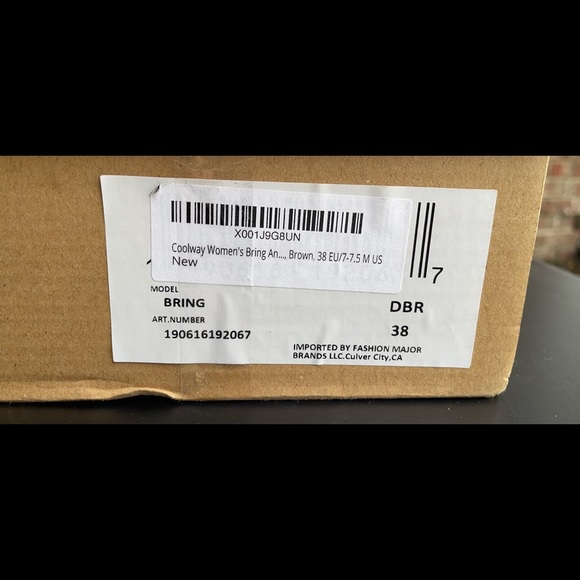 X001J9G8UN
Coolway Women's Bring An..., Brown, 38 EU/7-7.5 M US
New
7
MODEL
BRING DBR
ART.NUMBER 38
190616192067
IMPORTED BY FASHION MAJOR
BRANDS LLC.Culver City,CA